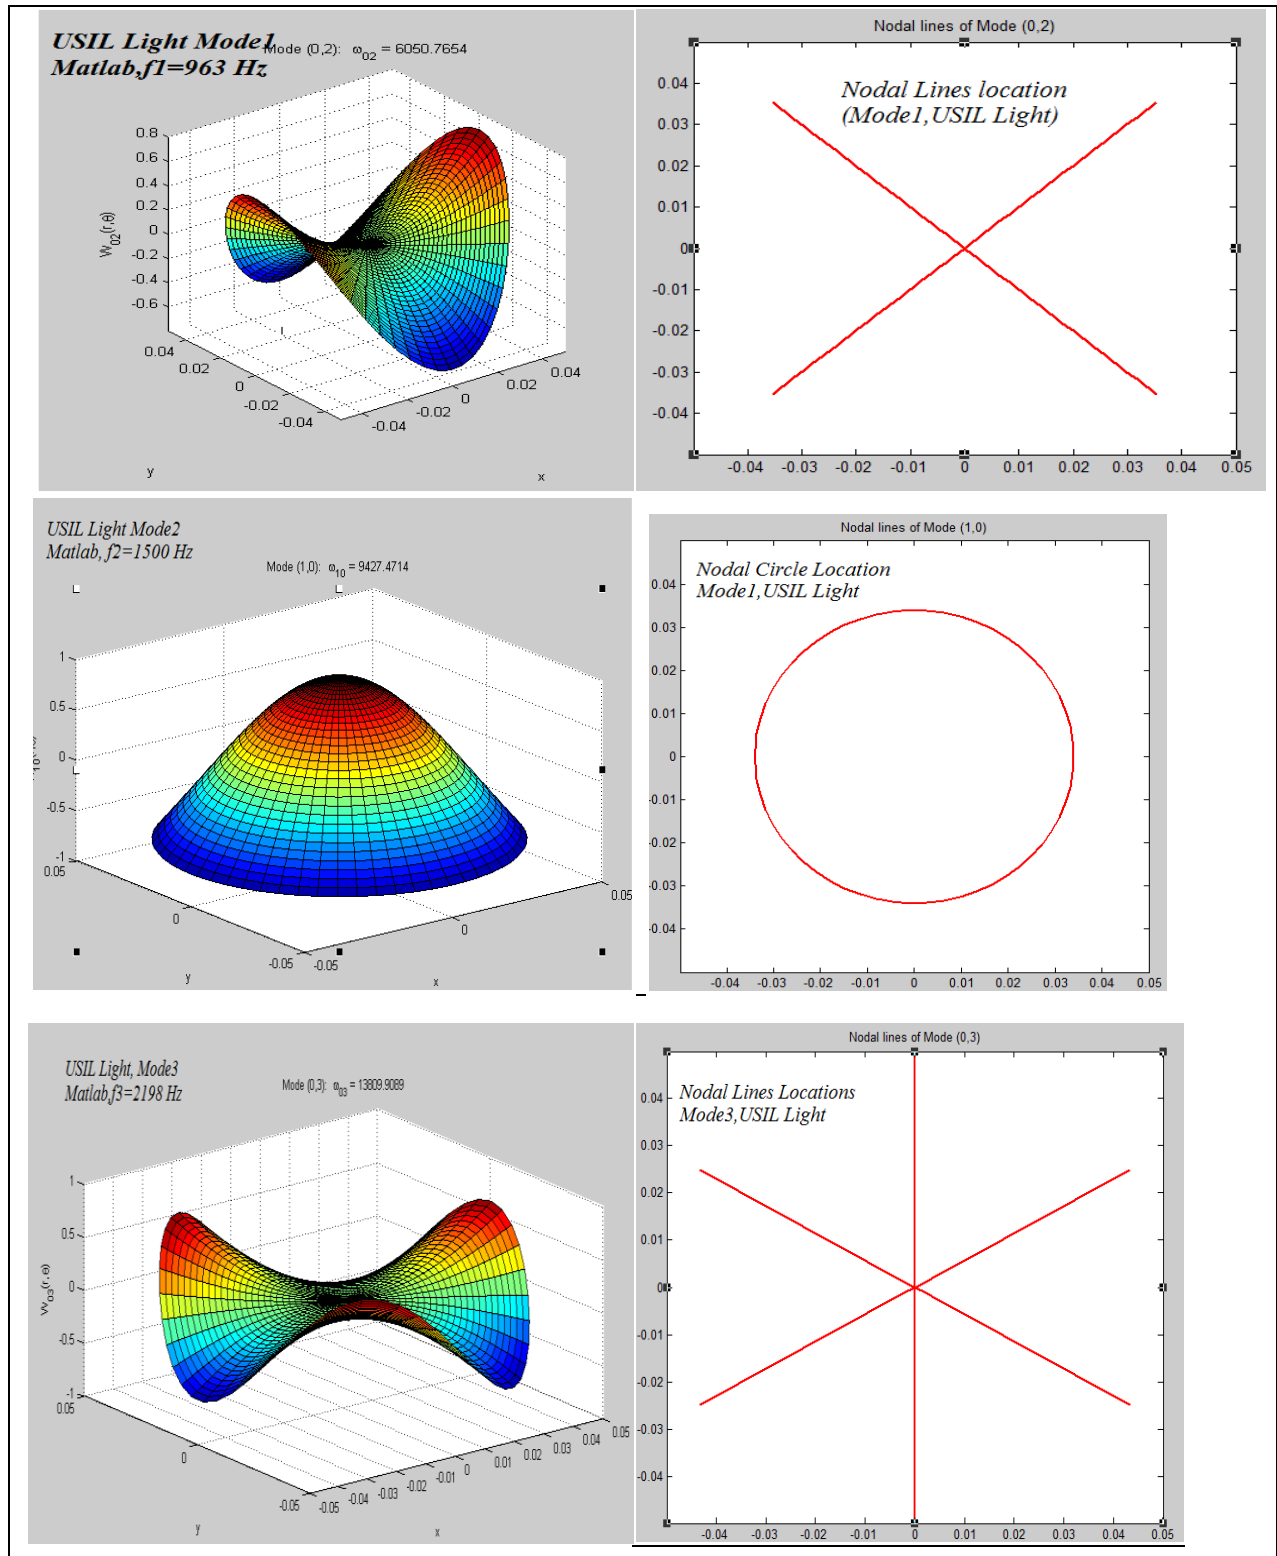 USIL Light Mode1
Matlab,f1=963 Hz
Mode (0,2): ω02 = 6050.7654
0.8
0.6
0.4
0.2
0
-0.2
-0.4
-0.6
W02(r,θ)
0.04
0.02
0
-0.02
-0.04
-0.04
-0.02
0
0.02
0.04
y
x
Nodal lines of Mode (0,2)
Nodal Lines location
(Mode1,USIL Light)
0.04
0.03
0.02
0.01
0
-0.01
-0.02
-0.03
-0.04
-0.04 -0.03 -0.02 -0.01 0 0.01 0.02 0.03 0.04 0.05
USIL Light Mode2
Matlab, f2=1500 Hz
Mode (1,0): ω10 = 9427.4714
1
0.5
0
-0.5
-1
0.05
0
-0.05
-0.05
0
0.05
y
x
Nodal lines of Mode (1,0)
Nodal Circle Location
Mode1,USIL Light
0.04
0.03
0.02
0.01
0
-0.01
-0.02
-0.03
-0.04
-0.04 -0.03 -0.02 -0.01 0 0.01 0.02 0.03 0.04 0.05
USIL Light, Mode3
Matlab,f3=2198 Hz
Mode (0,3): ω03 = 13809.9089
1
0.5
0
-0.5
-1
W03(r,θ)
0.05
0
-0.05
-0.05 -0.04 -0.03 -0.02 -0.01 0 0.01 0.02 0.03 0.04 0.05
y
x
Nodal lines of Mode (0,3)
Nodal Lines Locations
Mode3,USIL Light
0.04
0.03
0.02
0.01
0
-0.01
-0.02
-0.03
-0.04
-0.04 -0.03 -0.02 -0.01 0 0.01 0.02 0.03 0.04 0.05